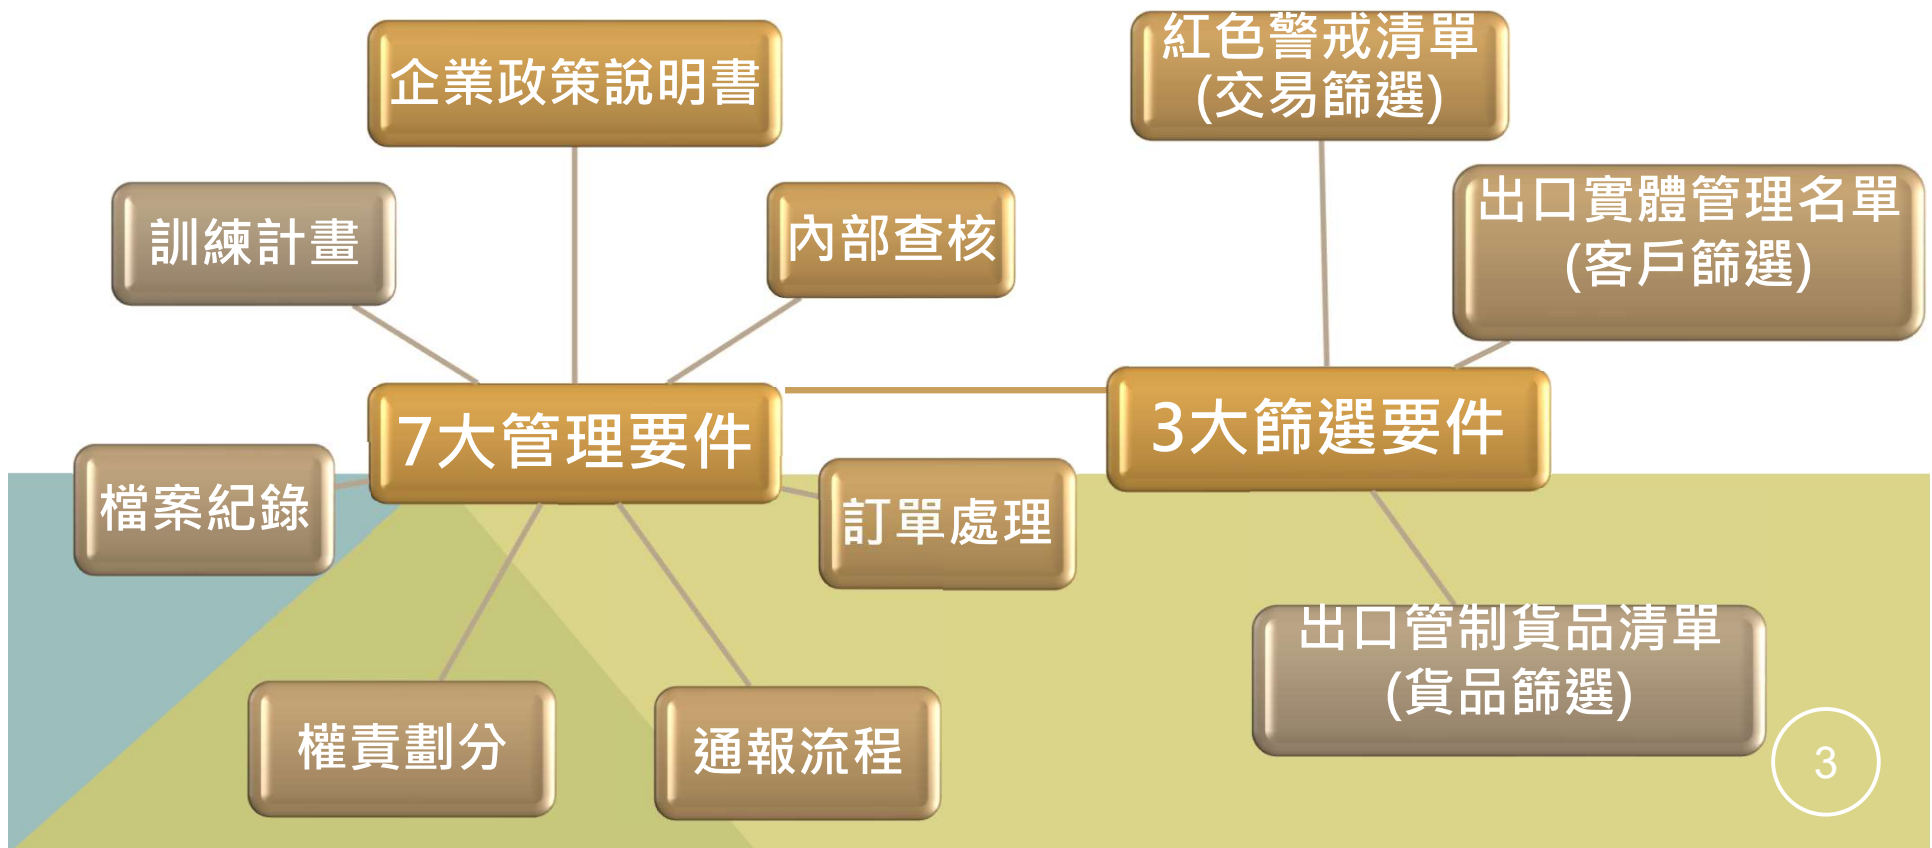 企業政策說明書
訓練計畫
內部查核
7大管理要件
檔案紀錄
訂單處理
權責劃分
通報流程
紅色警戒清單
(交易篩選)
出口實體管理名單
(客戶篩選)
3大篩選要件
出口管制貨品清單
(貨品篩選)
3